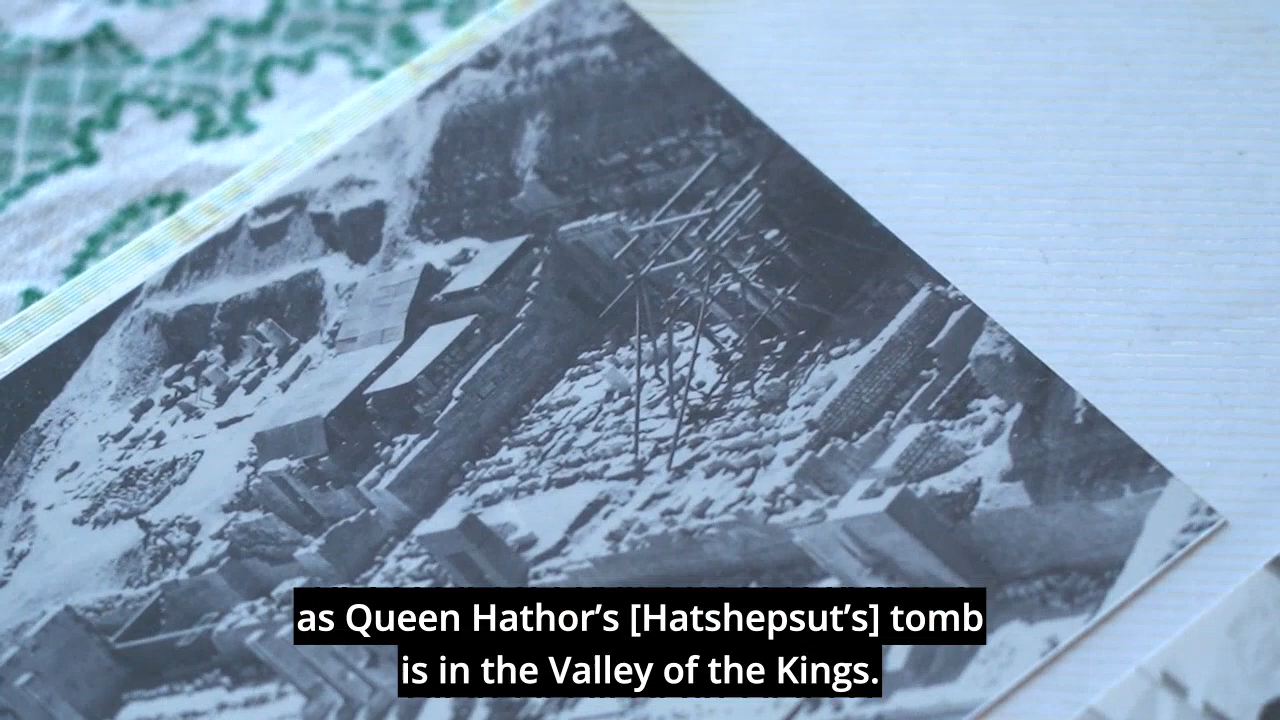 as Queen Hathor’s [Hatshepsut’s] tomb
is in the Valley of the Kings.